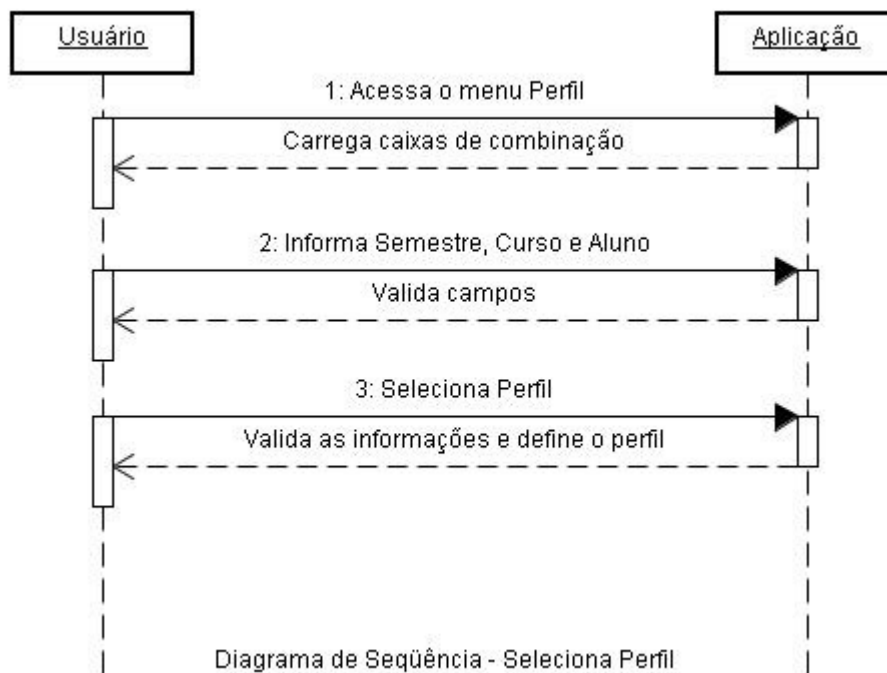 Usuário
Aplicação
1: Acessa o menu Perfil
Carrega caixas de combinação
2: Informa Semestre, Curso e Aluno
Valida campos
3: Seleciona Perfil
Valida as informações e define o perfil
Diagrama de Seqüência - Seleciona Perfil